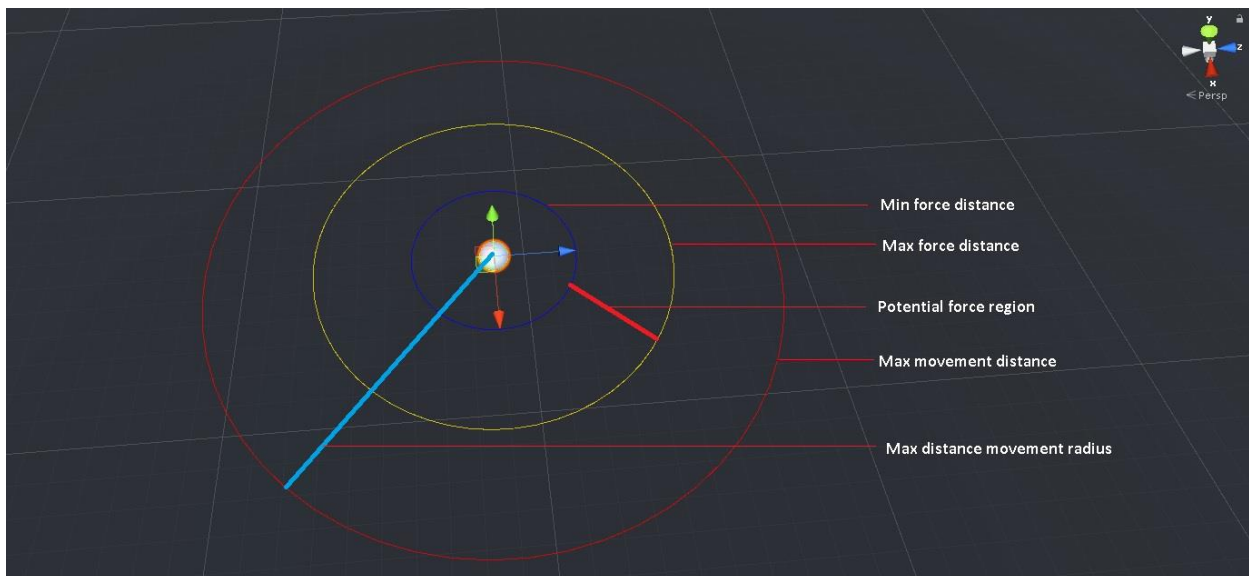 y
z
x
Persp
Min force distance
Max force distance
Potential force region
Max movement distance
Max distance movement radius